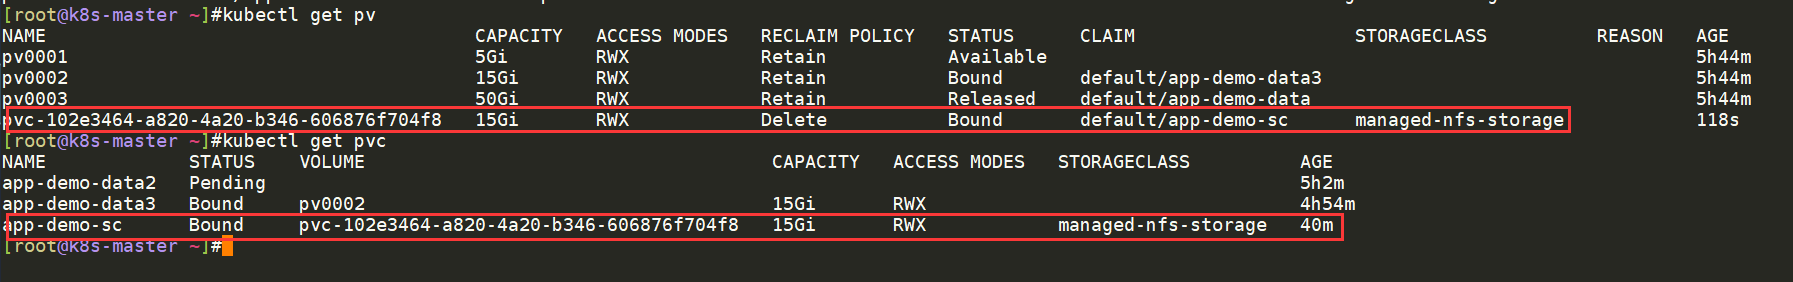 [root@k8s-master ~]#kubectl get pv
NAME CAPACITY ACCESS MODES RECLAIM POLICY STATUS CLAIM STORAGECLASS REASON AGE
pv0001 5Gi RWX Retain Available 5h44m
pv0002 15Gi RWX Retain Bound default/app-demo-data3 5h44m
pv0003 50Gi RWX Retain Released default/app-demo-data 5h44m
pvc-102e3464-a820-4a20-b346-606876f704f8 15Gi RWX Delete Bound default/app-demo-sc managed-nfs-storage 118s
[root@k8s-master ~]#kubectl get pvc
NAME STATUS VOLUME CAPACITY ACCESS MODES STORAGECLASS AGE
app-demo-data2 Pending 5h2m
app-demo-data3 Bound pv0002 15Gi RWX 4h54m
app-demo-sc Bound pvc-102e3464-a820-4a20-b346-606876f704f8 15Gi RWX managed-nfs-storage 40m
[root@k8s-master ~]#